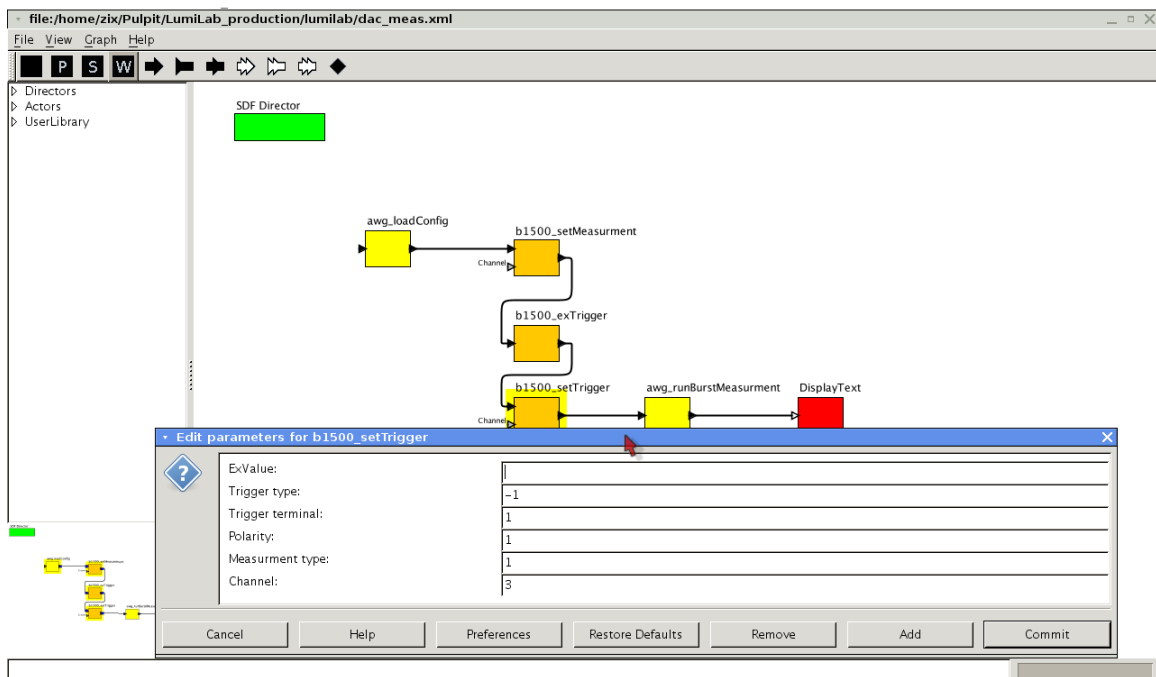 file:/home/zix/Pulpit/LumiLab_production/lumilab/dac_meas.xml
File View Graph Help
P S W
Directors
Actors
UserLibrary
SDF Director
awg_loadConfig
b1500_setMeasurment
Channel
b1500_exTrigger
b1500_setTrigger awg_runBurstMeasurment DisplayText
Channel
Edit parameters for b1500_setTrigger
ExValue:
Trigger type: -1
Trigger terminal: 1
Polarity: 1
Measurment type: 1
Channel: 3
Cancel Help Preferences Restore Defaults Remove Add Commit